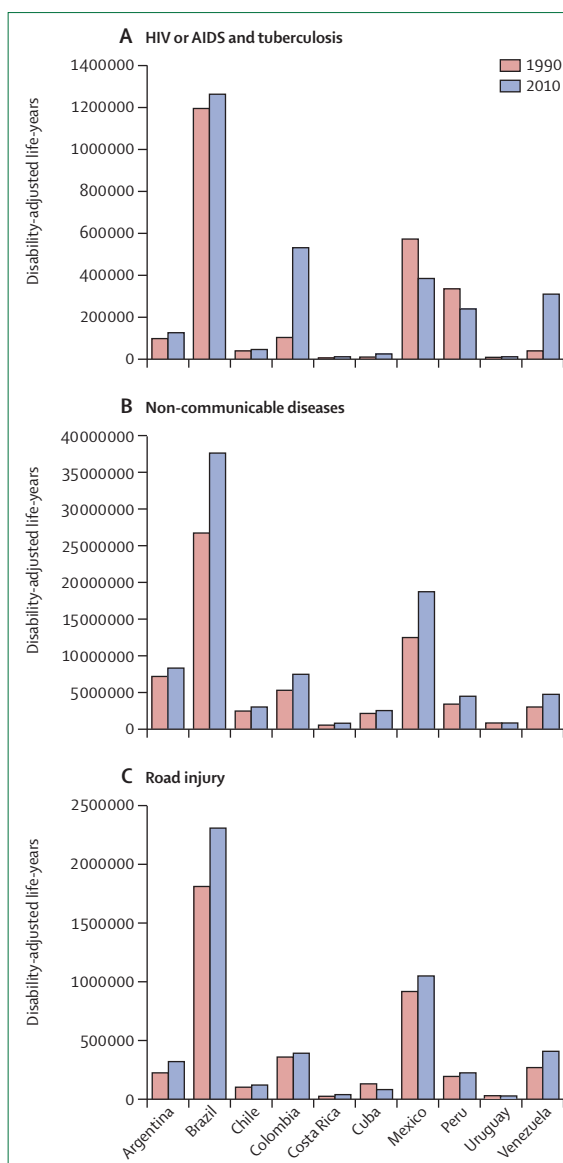 A HIV or AIDS and tuberculosis
1990
2010
Disability-adjusted life-years
1400000
1200000
1000000
800000
600000
400000
200000
0
B Non-communicable diseases
Disability-adjusted life-years
40000000
35000000
30000000
25000000
20000000
15000000
10000000
5000000
0
C Road injury
Disability-adjusted life-years
2500000
2000000
1500000
1000000
500000
0
Argentina
Brazil
Chile
Colombia
Costa Rica
Cuba
Mexico
Peru
Uruguay
Venezuela